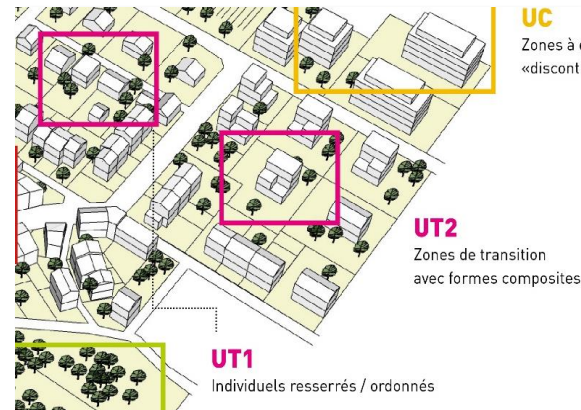 UC
Zones à
«discont
UT2
Zones de transition
avec formes composites
UT1
Individuels resserrés / ordonnés